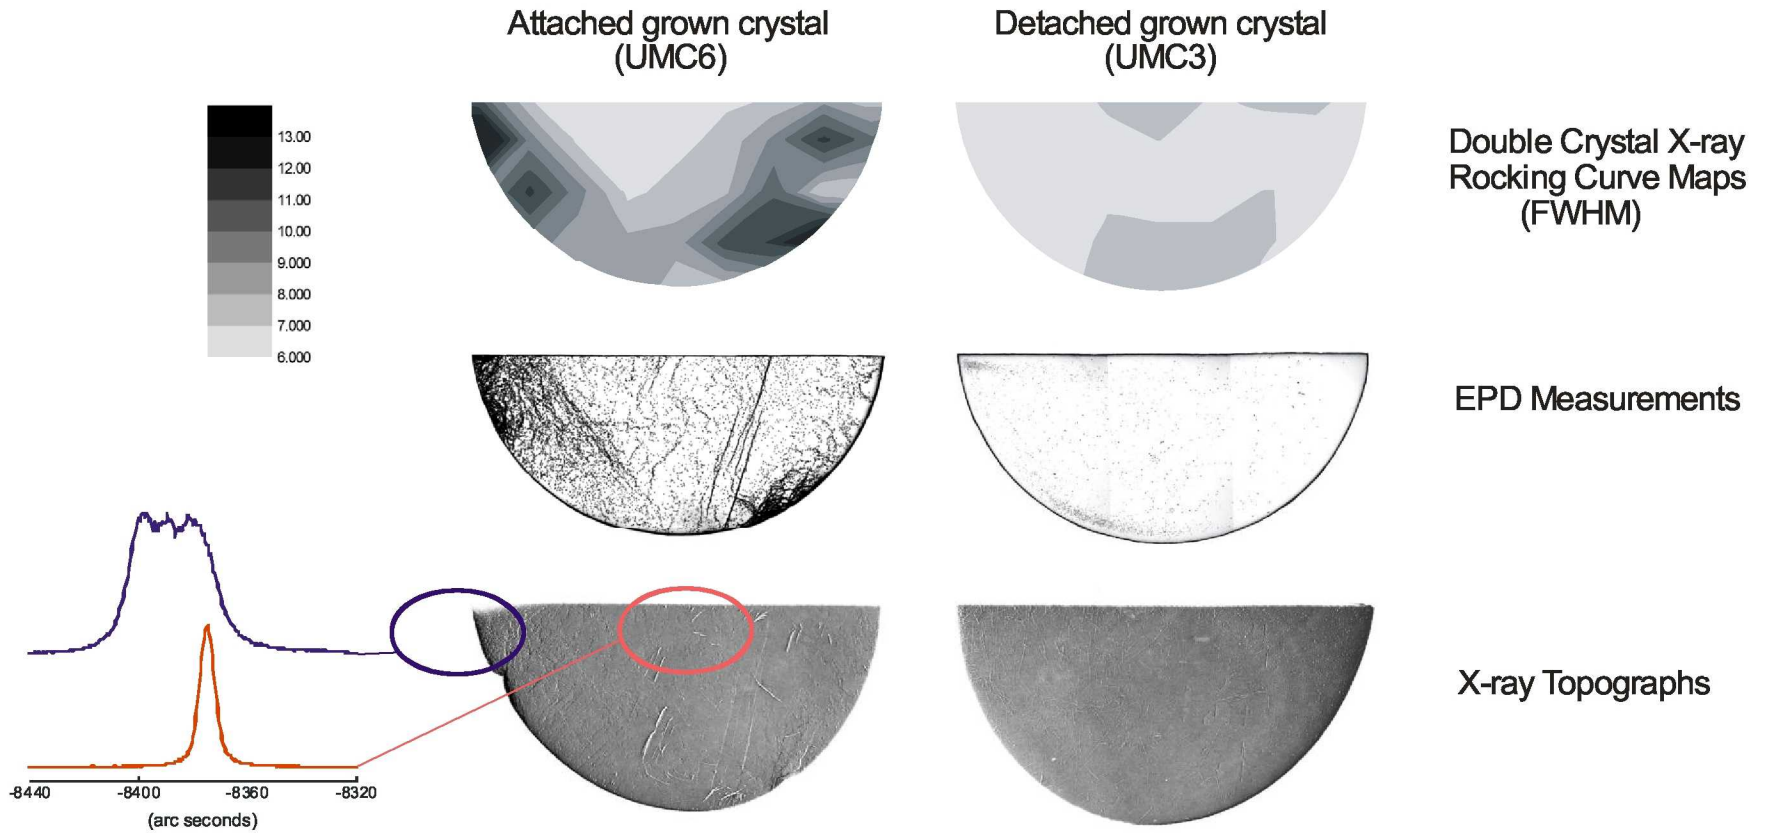 Attached grown crystal
(UMC6)
Detached grown crystal
(UMC3)
13.00
12.00
11.00
10.00
9.000
8.000
7.000
6.000
Double Crystal X-ray
Rocking Curve Maps
(FWHM)
EPD Measurements
X-ray Topographs
-8440 -8400 -8360 -8320
(arc seconds)